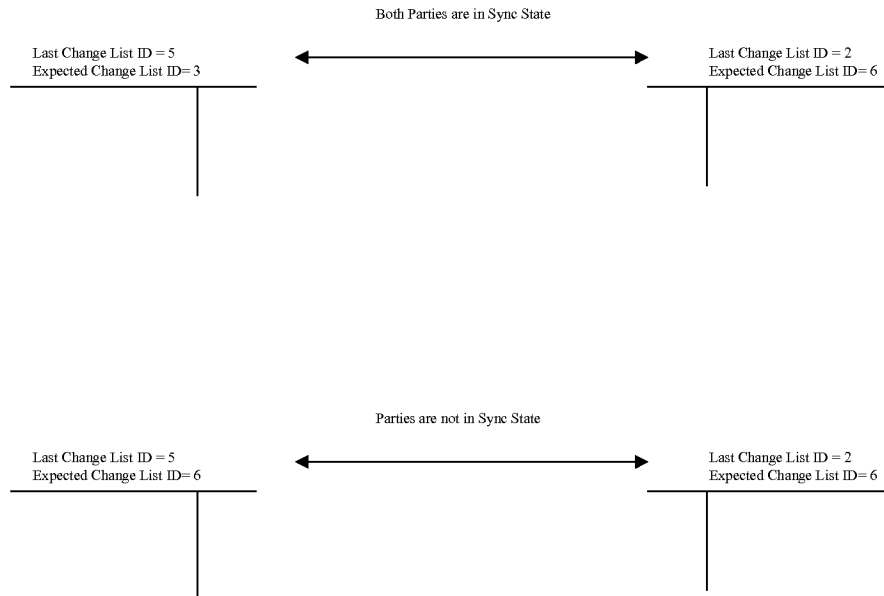 Both Parties are in Sync State
Last Change List ID = 5
Expected Change List ID= 3
Last Change List ID = 2
Expected Change List ID= 6
Parties are not in Sync State
Last Change List ID = 5
Expected Change List ID= 6
Last Change List ID = 2
Expected Change List ID= 6